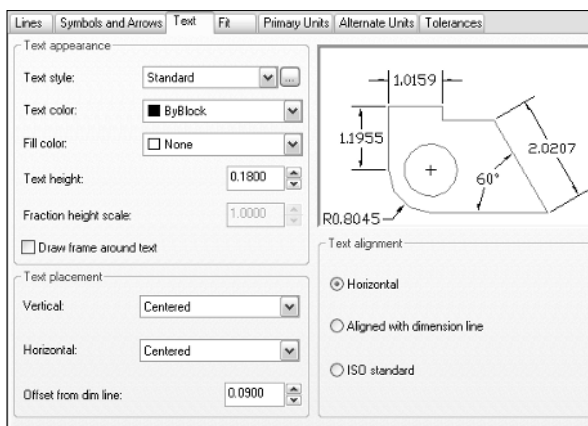 Lines Symbols and Arrows Text Fit Primary Units Alternate Units Tolerances
Text appearance
Text style: Standard ...
Text color: ByBlock
Fill color: None
Text height: 0.1800
Fraction height scale: 1.0000
Draw frame around text
Text placement
Vertical: Centered
Horizontal: Centered
Offset from dim line: 0.0900
1.0159
1.1955
2.0207
60°
R0.8045
Text alignment
Horizontal
Aligned with dimension line
ISO standard